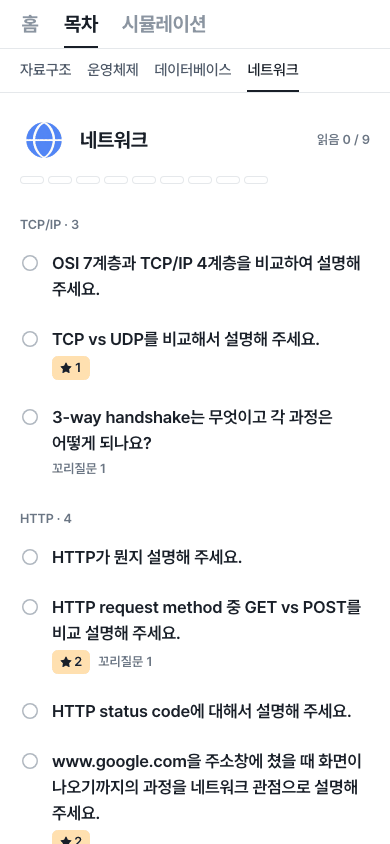 홈 목차 시뮬레이션
자료구조 운영체제 데이터베이스 네트워크
네트워크 읽음 0 / 9
TCP/IP · 3
OSI 7계층과 TCP/IP 4계층을 비교하여 설명해
주세요.
TCP vs UDP를 비교해서 설명해 주세요.
★ 1
3-way handshake는 무엇이고 각 과정은
어떻게 되나요?
꼬리질문 1
HTTP · 4
HTTP가 뭔지 설명해 주세요.
HTTP request method 중 GET vs POST를
비교 설명해 주세요.
★ 2 꼬리질문 1
HTTP status code에 대해서 설명해 주세요.
www.google.com을 주소창에 쳤을 때 화면이
나오기까지의 과정을 네트워크 관점으로 설명해
주세요.
★ 2